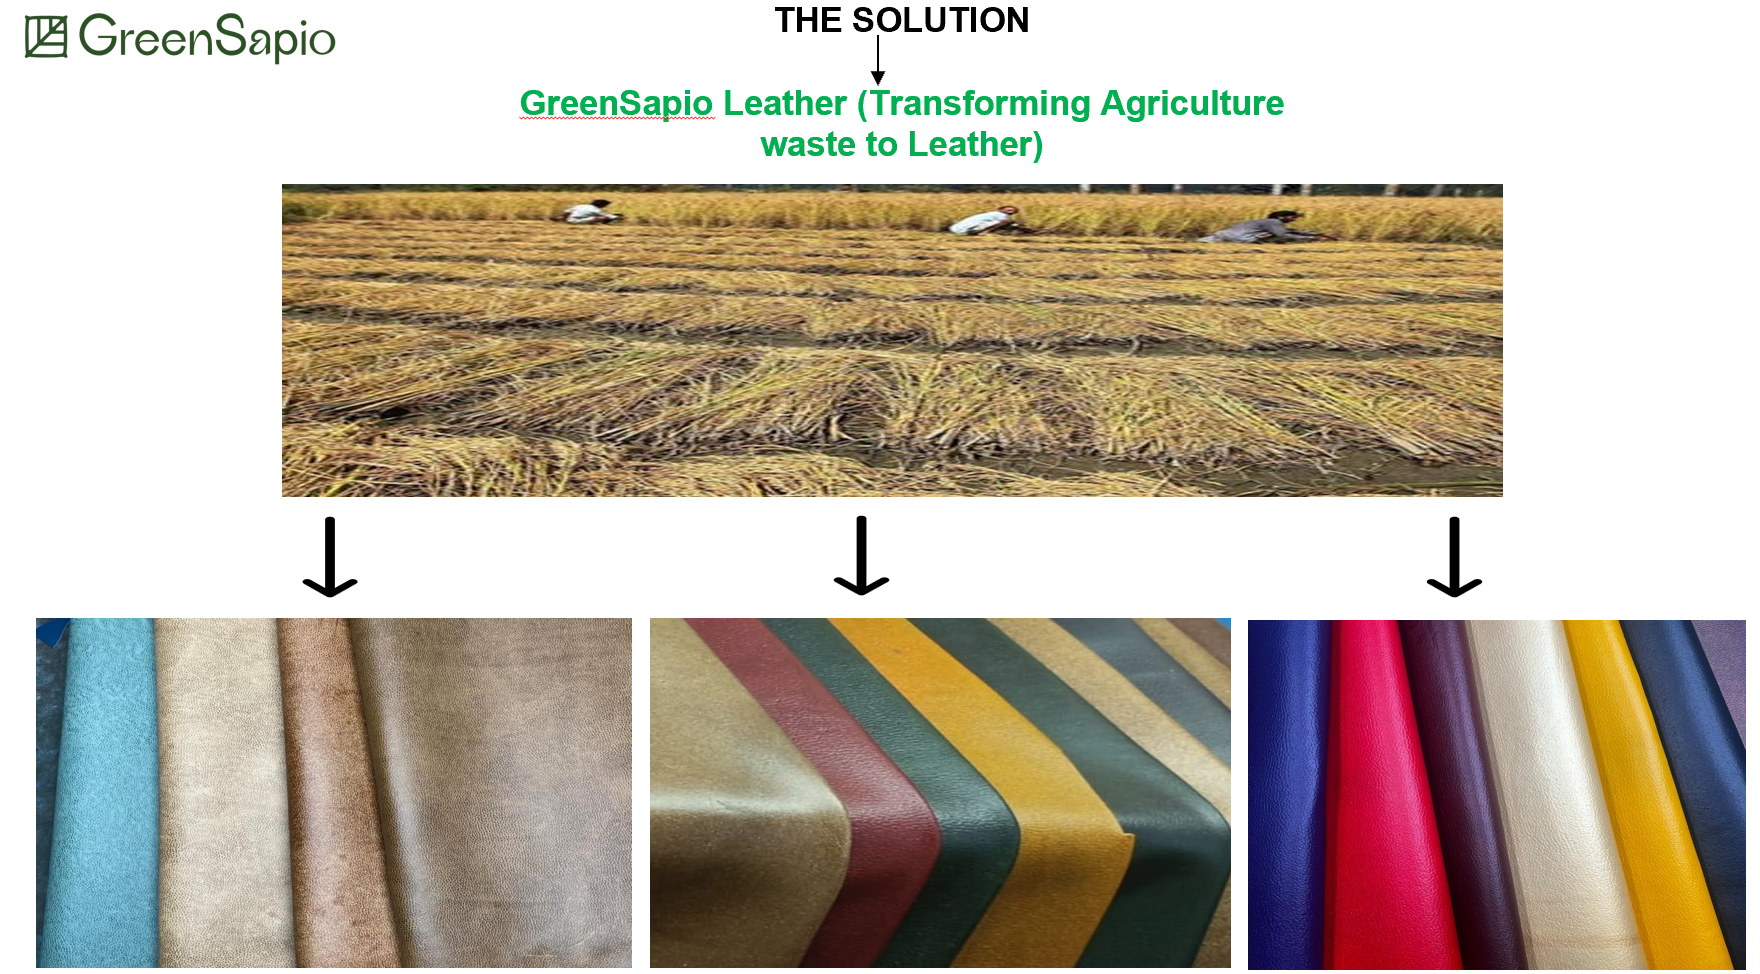 GreenSapio
THE SOLUTION
GreenSapio Leather (Transforming Agriculture
waste to Leather)